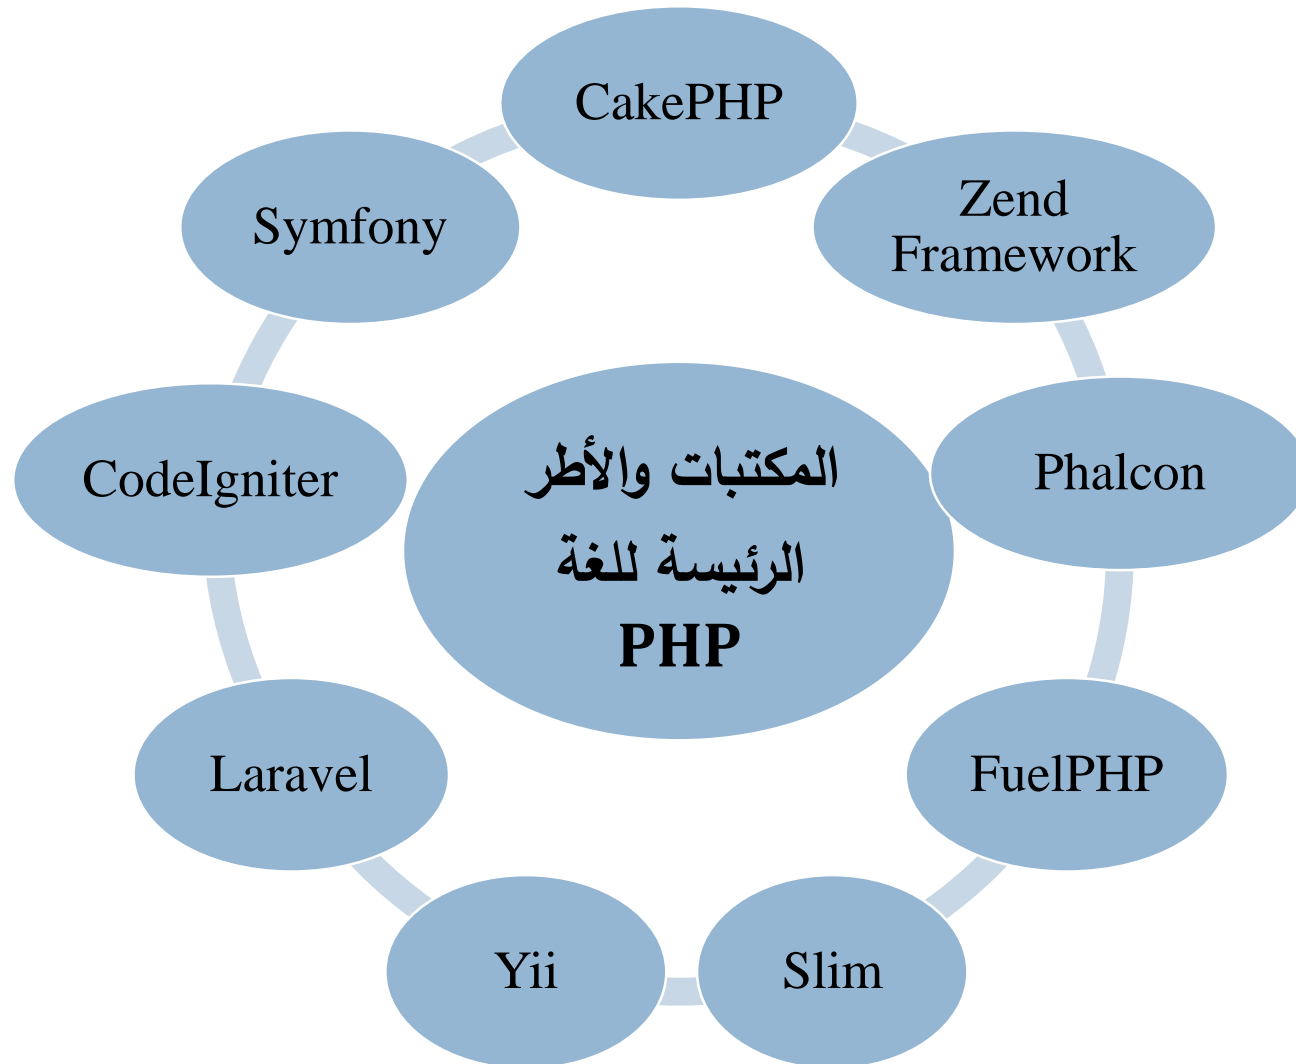 CakePHP
Zend
Framework
Phalcon
FuelPHP
Slim
Yii
Laravel
CodeIgniter
Symfony
المكتبات والأطر
الرئيسة للغة
PHP